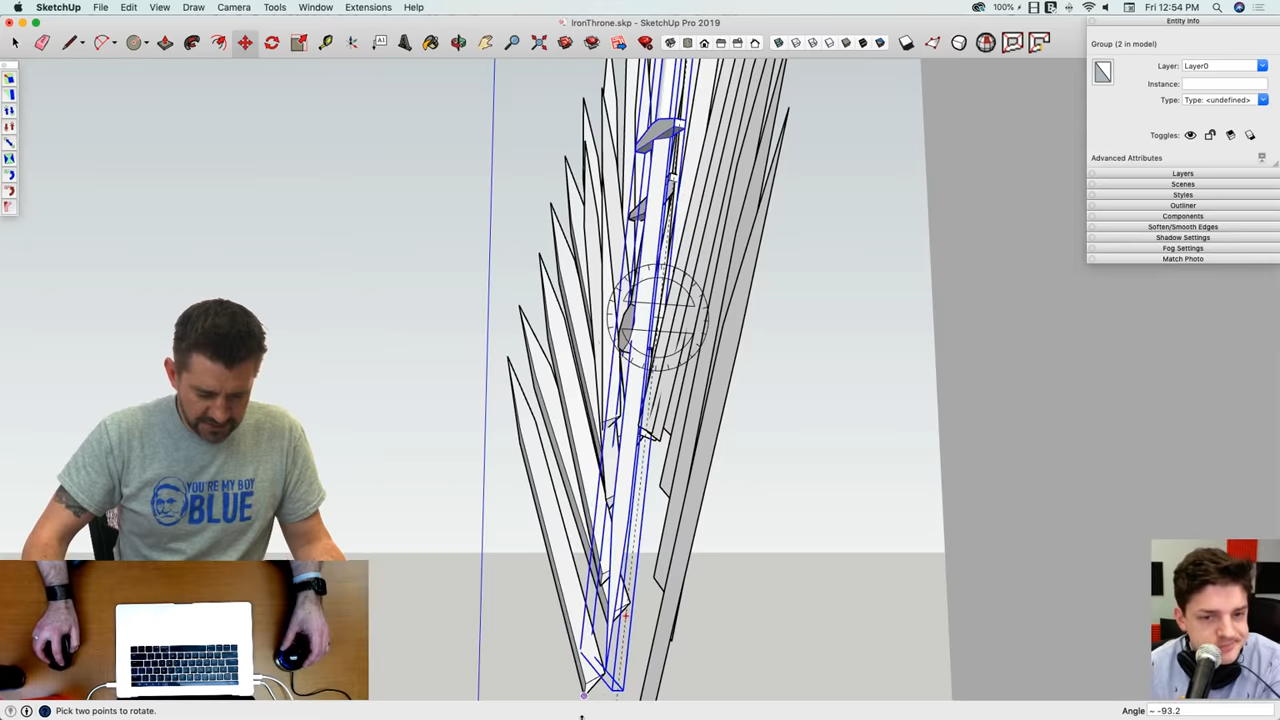 SketchUp File Edit View Draw Camera Tools Window Extensions Help 100% Fri 12:54 PM
IronThrone.skp - SketchUp Pro 2019
Entity Info
Group (2 in model)
Layer: Layer0
Instance:
Type: Type: <undefined>
Toggles:
Advanced Attributes
Layers
Scenes
Styles
Outliner
Components
Soften/Smooth Edges
Shadow Settings
Fog Settings
Match Photo
YOU'RE MY BOY
BLUE
Pick two points to rotate.
Angle ~ -93.2